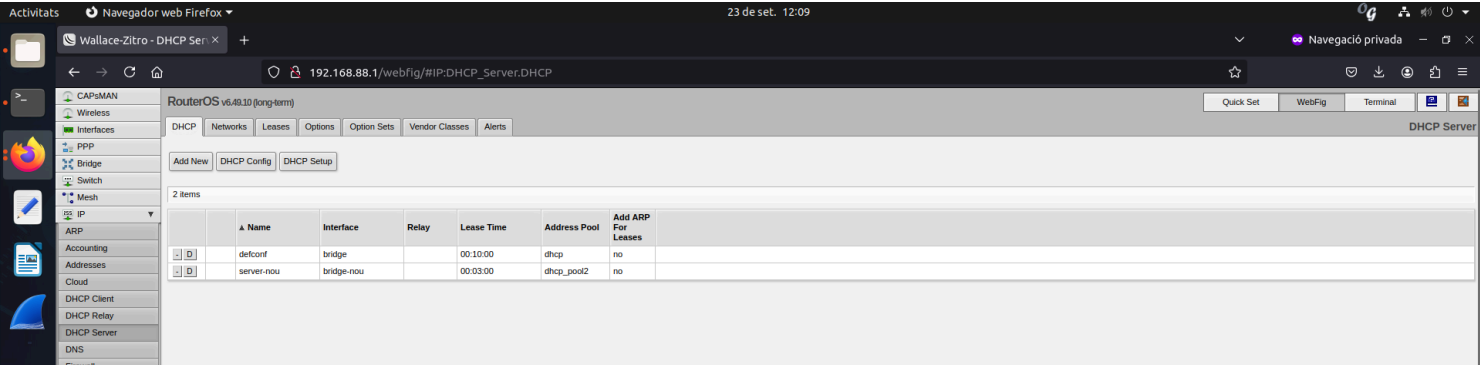 Activitats Navegador web Firefox 23 de set. 12:09
Wallace-Zitro - DHCP Serv Navegació privada
192.168.88.1/webfig/#IP:DHCP_Server.DHCP
CAPsMAN
Wireless
Interfaces
PPP
Bridge
Switch
Mesh
IP
ARP
Accounting
Addresses
Cloud
DHCP Client
DHCP Relay
DHCP Server
DNS
RouterOS v6.49.10 (long-term) Quick Set WebFig Terminal
DHCP Networks Leases Options Option Sets Vendor Classes Alerts DHCP Server
Add New DHCP Config DHCP Setup
2 items
Name Interface Relay Lease Time Address Pool Add ARP For Leases
- D defconf bridge 00:10:00 dhcp no
- D server-nou bridge-nou 00:03:00 dhcp_pool2 no